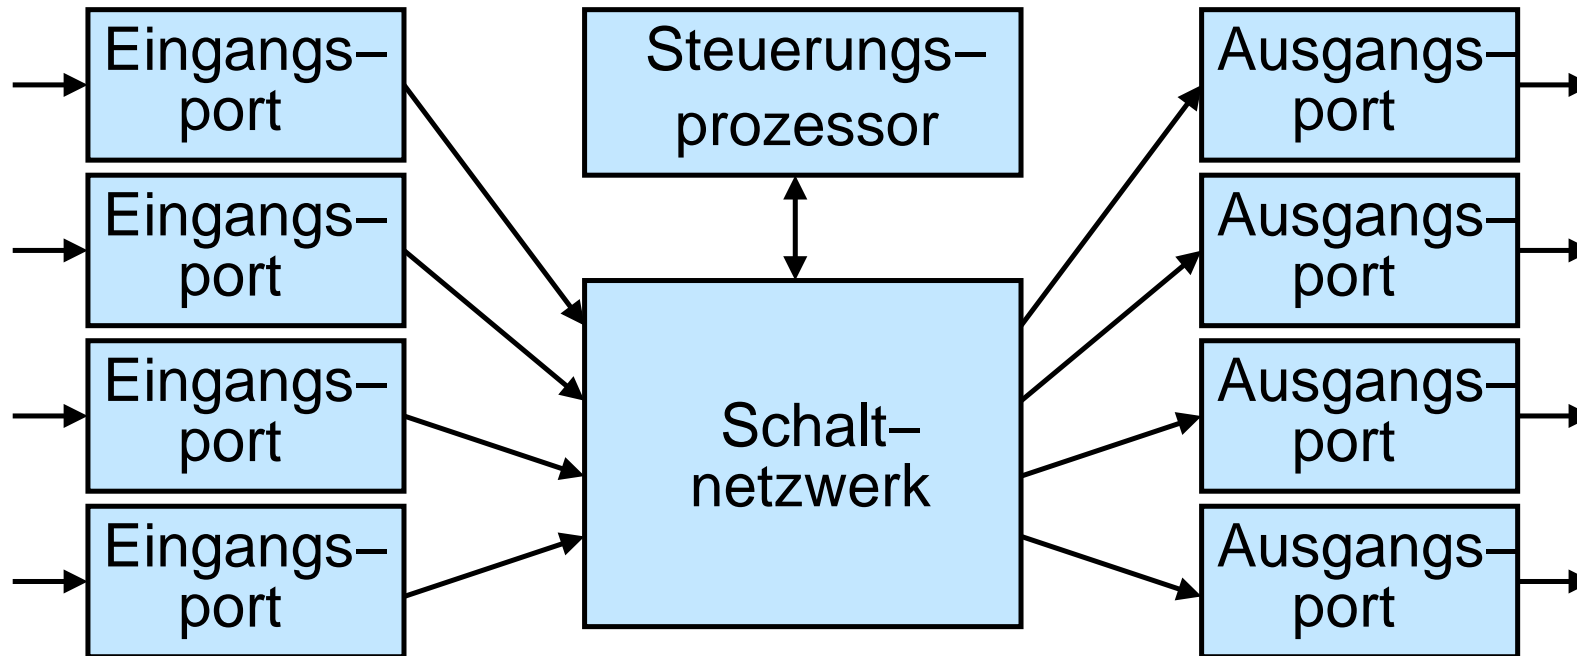 Eingangs–
port
Eingangs–
port
Eingangs–
port
Eingangs–
port
Steuerungs–
prozessor
Schalt–
netzwerk
Ausgangs–
port
Ausgangs–
port
Ausgangs–
port
Ausgangs–
port